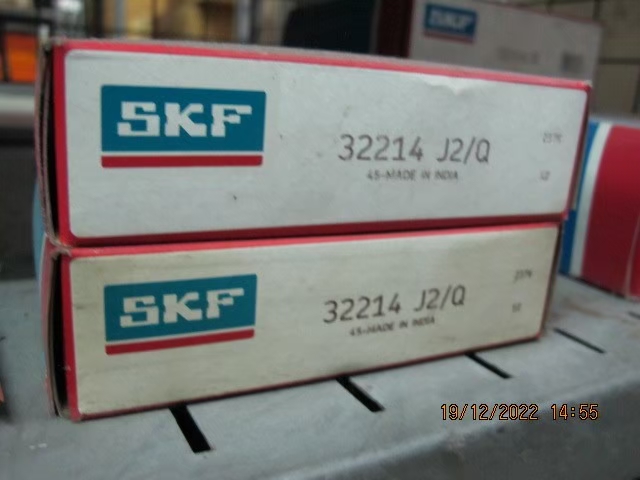 SKF
SKF
32214 J2/Q
45-MADE IN INDIA
SKF
32214 J2/Q
45-MADE IN INDIA
19/12/2022 14:55